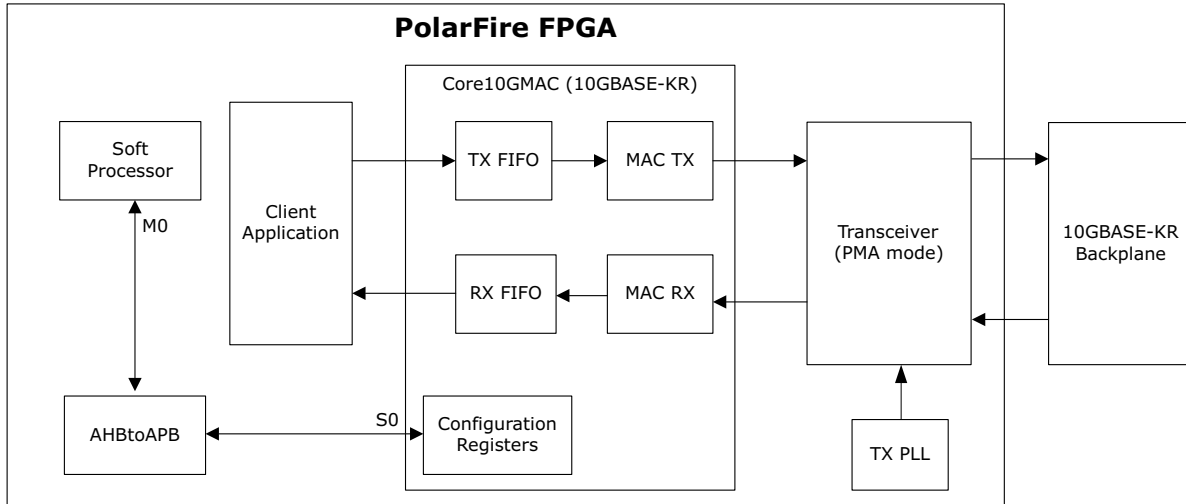 PolarFire FPGA
Core10GMAC (10GBASE-KR)
Soft
Processor
M0
Client
Application
TX FIFO
MAC TX
RX FIFO
MAC RX
Transceiver
(PMA mode)
10GBASE-KR
Backplane
AHBtoAPB
S0
Configuration
Registers
TX PLL